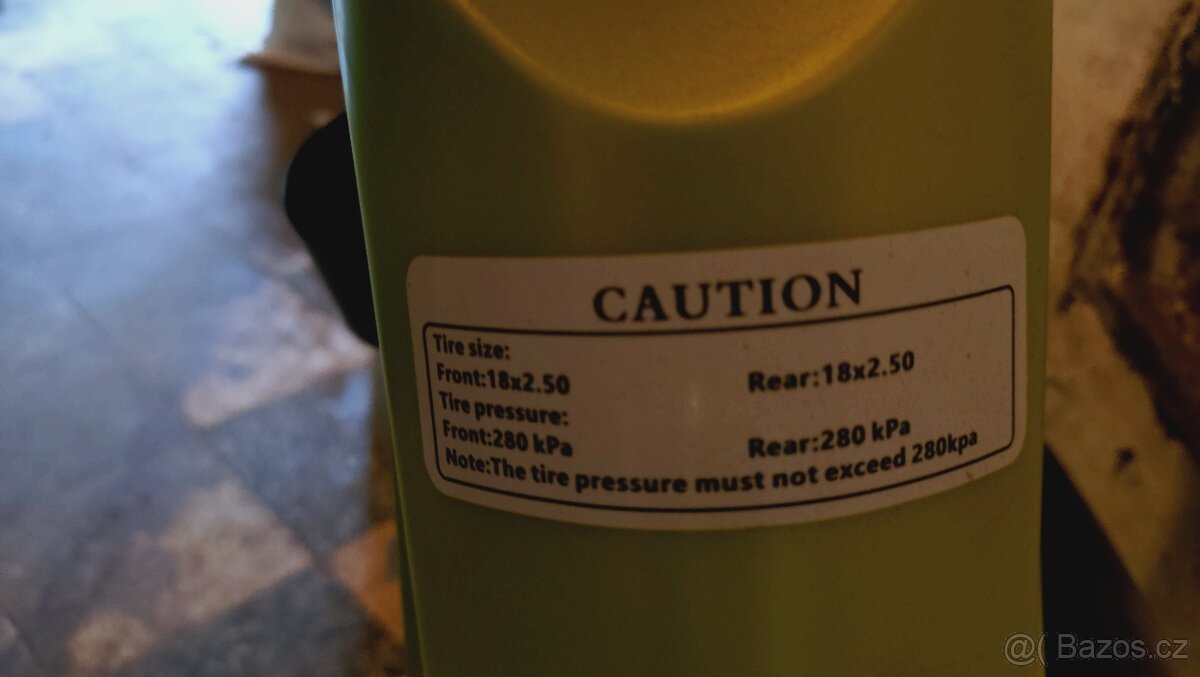 CAUTION
Tire size:
Front:18x2.50 Rear:18x2.50
Tire pressure:
Front:280 kPa Rear:280 kPa
Note:The tire pressure must not exceed 280kpa
@( Bazos.cz